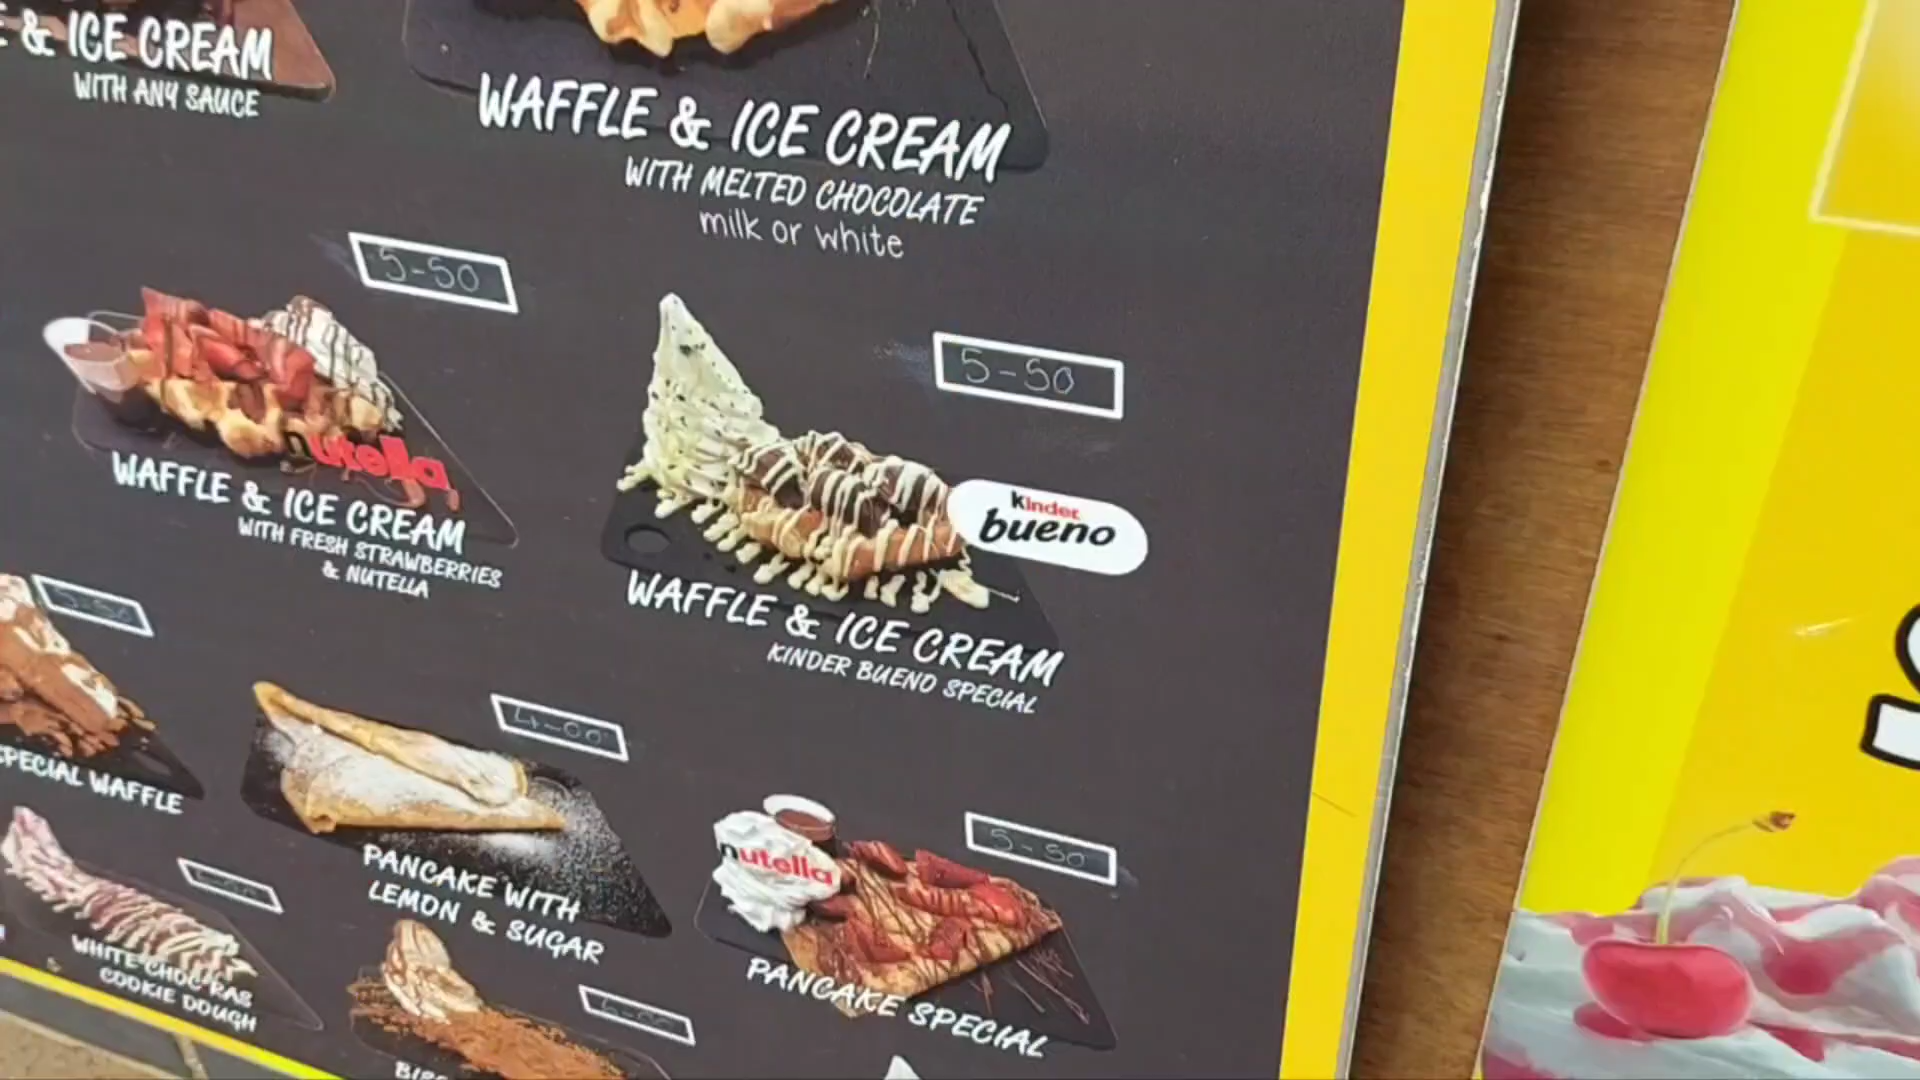 & ICE CREAM
WITH ANY SAUCE
WAFFLE & ICE CREAM
WITH MELTED CHOCOLATE
milk or white
5-50
5-50
nutella
WAFFLE & ICE CREAM
WITH FRESH STRAWBERRIES
& NUTELLA
Kinder
bueno
WAFFLE & ICE CREAM
KINDER BUENO SPECIAL
5-50
SPECIAL WAFFLE
4-00
PANCAKE WITH
LEMON & SUGAR
5-50
nutella
PANCAKE SPECIAL
WHITE CHOC RAS
COOKIE DOUGH